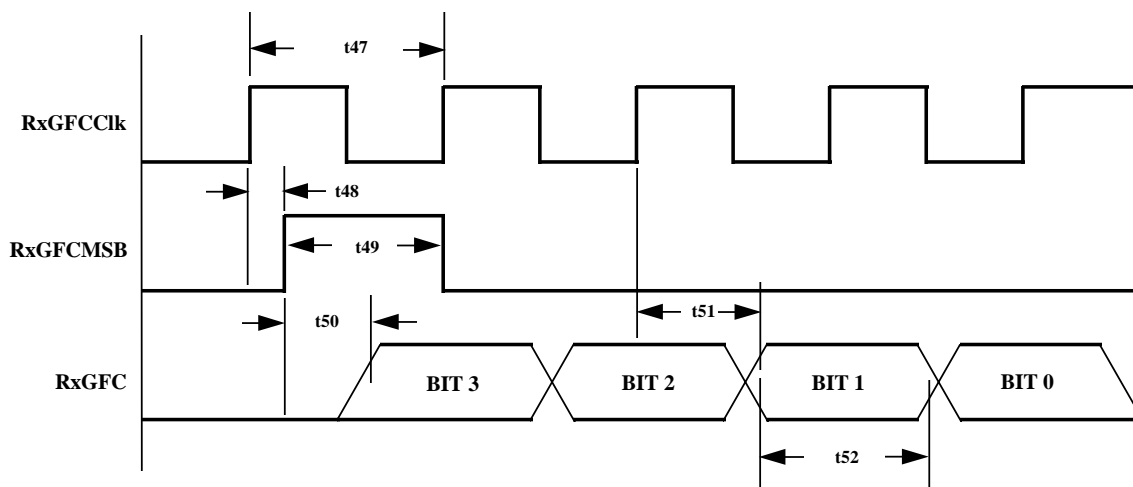 t47
RxGFCClk
t48
RxGFCMSB
t49
t50
t51
RxGFC
BIT 3
BIT 2
BIT 1
BIT 0
t52